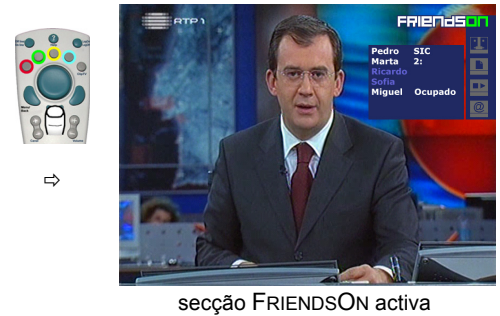 RTP1
FRIENDSON
Pedro SIC
Marta 2:
Ricardo
Sofia
Miguel Ocupado
@
secção FRIENDSON activa